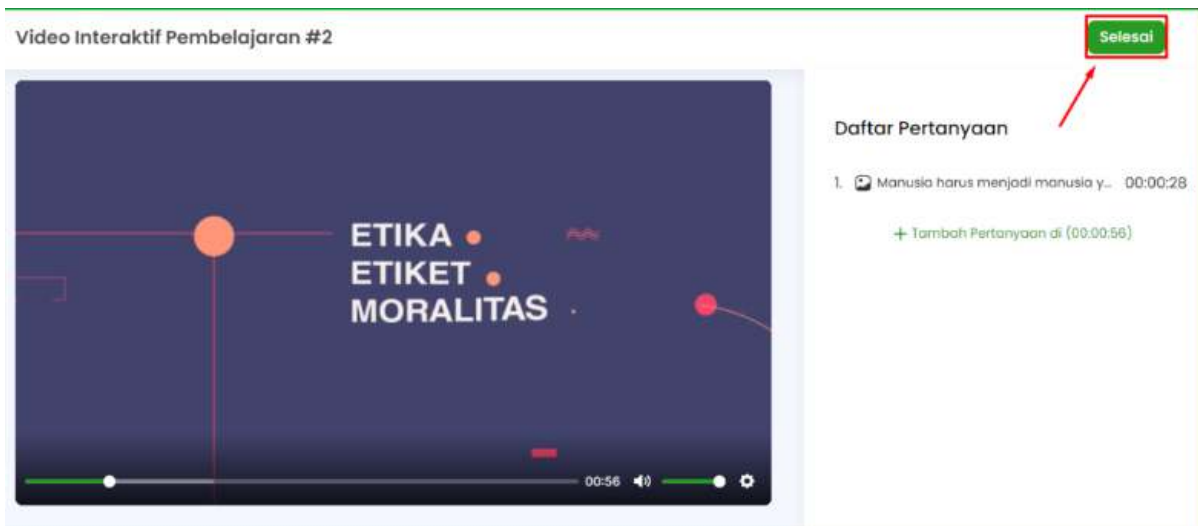 Video Interaktif Pembelajaran #2
Selesai
ETIKA
ETIKET
MORALITAS
00:56
Daftar Pertanyaan
1. Manusia harus menjadi manusia y... 00:00:28
+ Tambah Pertanyaan di (00:00:56)